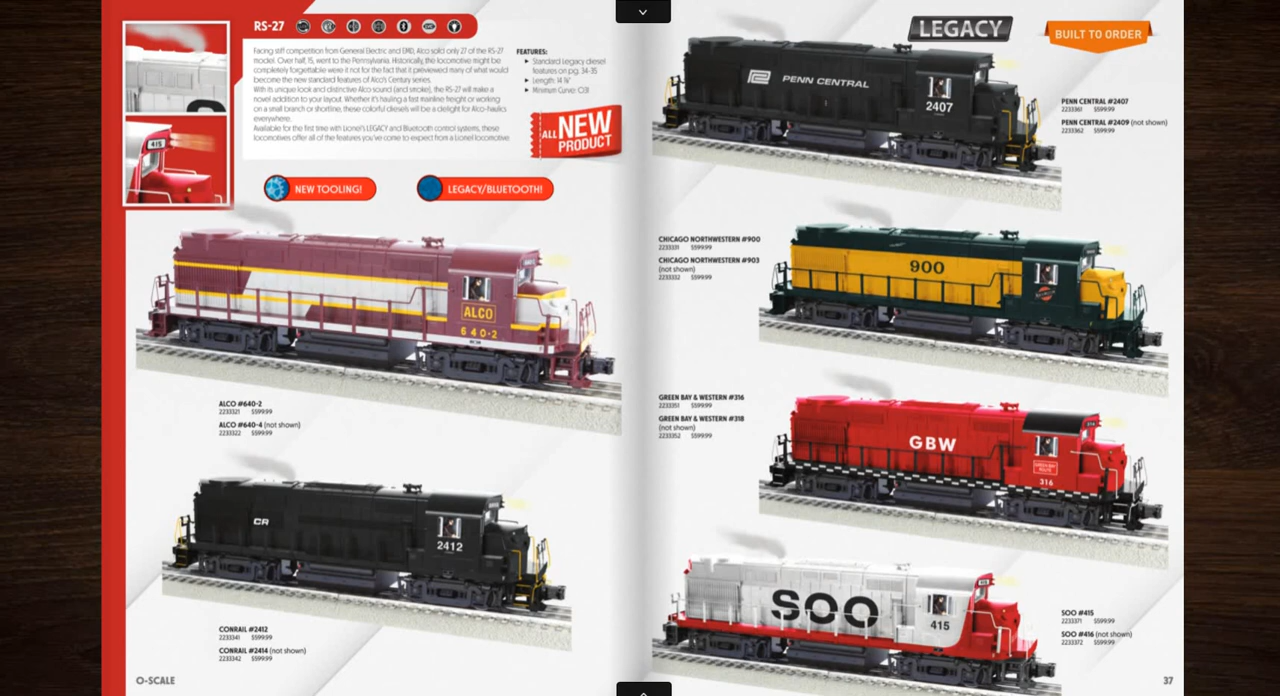 RS-27
Facing stiff competition from General Electric and EMD, Alco sold only 27 of the RS-27
model. Over half, 15, went to the Pennsylvania. Historically, the locomotive might be
completely forgettable were it not for the fact that it previewed many of what would
become the new standard features of Alco's Century series.
With its unique look and distinctive Alco sound (and smoke), the RS-27 will make a
novel addition to your layout. Whether it's having a fast mainline freight or working
on a small branch or shortline, these colorful diesels will be a delight for Alco-haulics
everywhere.
Available for the first time with Lionel's LEGACY and Bluetooth control systems, these
locomotives offer all of the features you've come to expect from a Lionel locomotive
FEATURES:
Standard Legacy diesel
features on pg. 34-35
Length: 14 ¾"
Minimum Curve: O31
ALL NEW
PRODUCT
NEW TOOLING!
LEGACY/BLUETOOTH!
415
ALCO
640-2
ALCO #640-2
2233321 $599.99
ALCO #640-4 (not shown)
2233322 $599.99
CR
2412
CONRAIL #2412
2233341 $599.99
CONRAIL #2414 (not shown)
2233342 $599.99
O-SCALE
LEGACY
BUILT TO ORDER
PENN CENTRAL
2407
PENN CENTRAL #2407
2233361 $599.99
PENN CENTRAL #2409 (not shown)
2233362 $599.99
CHICAGO NORTHWESTERN #900
2233331 $599.99
CHICAGO NORTHWESTERN #903
(not shown)
2233332 $599.99
900
GREEN BAY & WESTERN #316
2233351 $599.99
GREEN BAY & WESTERN #318
(not shown)
2233352 $599.99
GBW
GREEN BAY
ROUTE
316
SOO
415
SOO #415
2233371 $599.99
SOO #416 (not shown)
2233372 $599.99
37